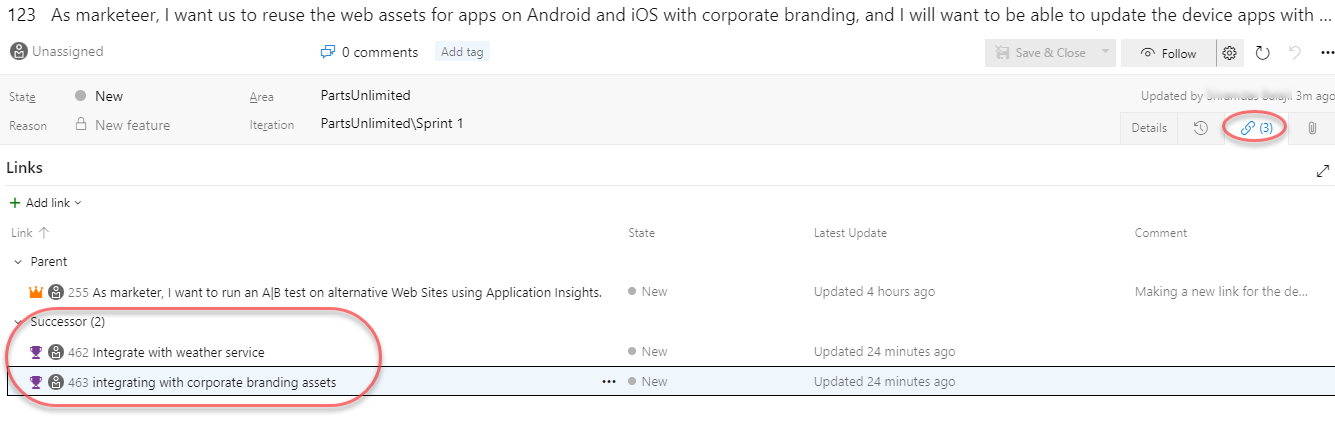 123 As marketeer, I want us to reuse the web assets for apps on Android and iOS with corporate branding, and I will want to be able to update the device apps with ...
Unassigned 0 comments Add tag Save & Close Follow
State New Area PartsUnlimited Updated by 3m ago
Reason New feature Iteration PartsUnlimited\Sprint 1 Details (3)
Links
+ Add link
Link State Latest Update Comment
Parent
255 As marketer, I want to run an A|B test on alternative Web Sites using Application Insights. New Updated 4 hours ago Making a new link for the de...
Successor (2)
462 Integrate with weather service New Updated 24 minutes ago
463 integrating with corporate branding assets ... New Updated 24 minutes ago